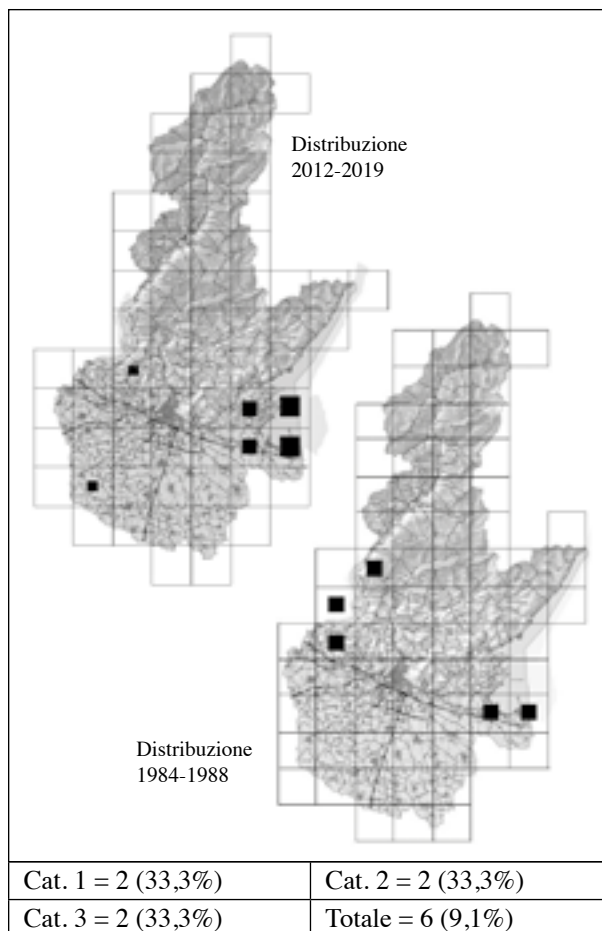 Distribuzione
2012-2019
Distribuzione
1984-1988
Cat. 1 = 2 (33,3%)
Cat. 2 = 2 (33,3%)
Cat. 3 = 2 (33,3%)
Totale = 6 (9,1%)